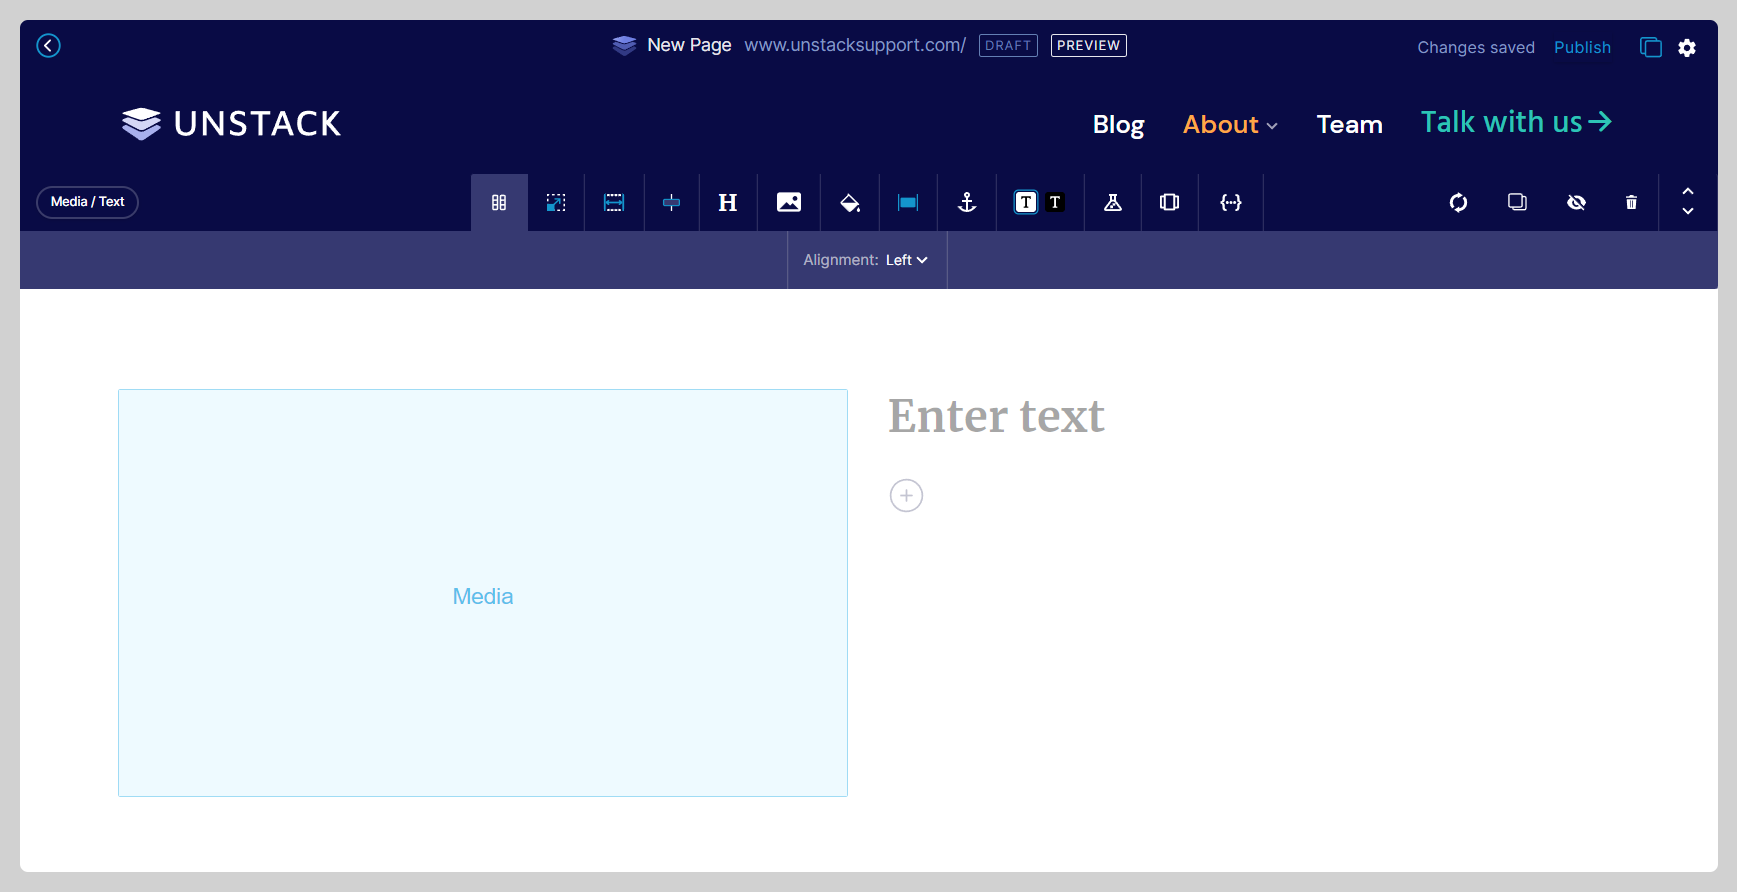 New Page www.unstacksupport.com/ DRAFT PREVIEW Changes saved Publish
UNSTACK Blog About Team Talk with us
Media / Text H T T
Alignment: Left
Enter text
Media